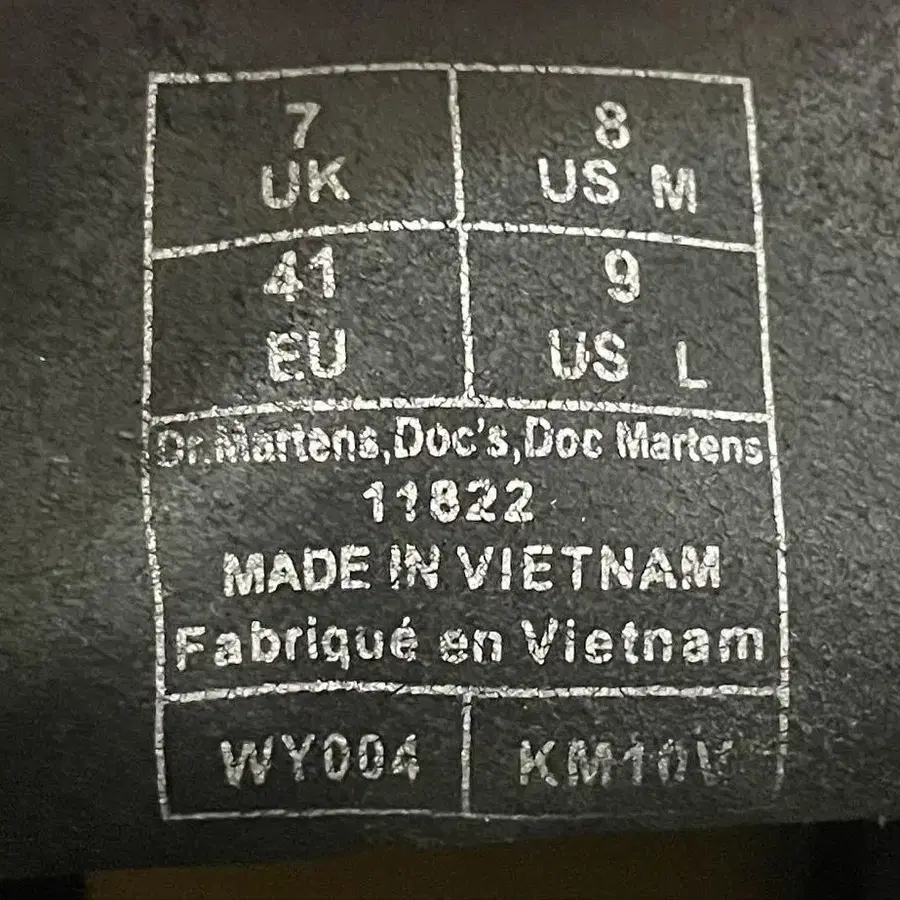 7
UK
8
US M
41
EU
9
US L
Dr.Martens,Doc's,Doc Martens
11822
MADE IN VIETNAM
Fabriqué en Vietnam
WY004
KM10V